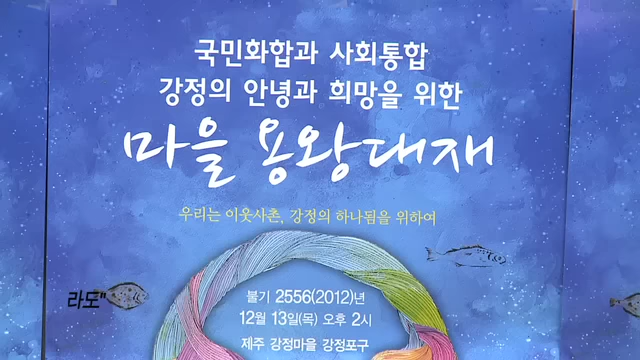 국민화합과 사회통합
강정의 안녕과 희망을 위한
마을 용왕대재
우리는 이웃사촌, 강정의 하나됨을 위하여
불기 2556(2012)년
12월 13일(목) 오후 2시
제주 강정마을 강정포구
라도"